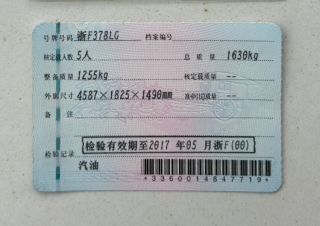 号牌号码 浙F378LG 档案编号
核定载人数 5人 总质量 1630kg
整备质量 1255kg 核定载质量 --
外廓尺寸 4587×1825×1490mm 准牵引总质量 --
备注
检验有效期至2017年05月浙F(00)
检验记录
汽油
*3360014647719*